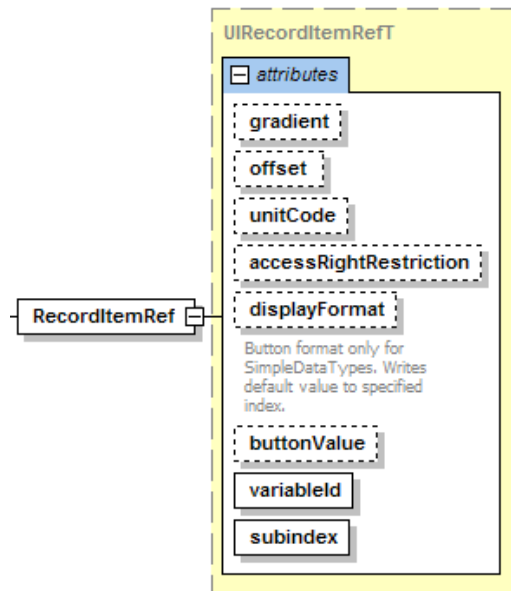 UIRecordItemRefT
attributes
gradient
offset
unitCode
accessRightRestriction
RecordItemRef
displayFormat
Button format only for
SimpleDataTypes. Writes
default value to specified
index.
buttonValue
variableId
subindex